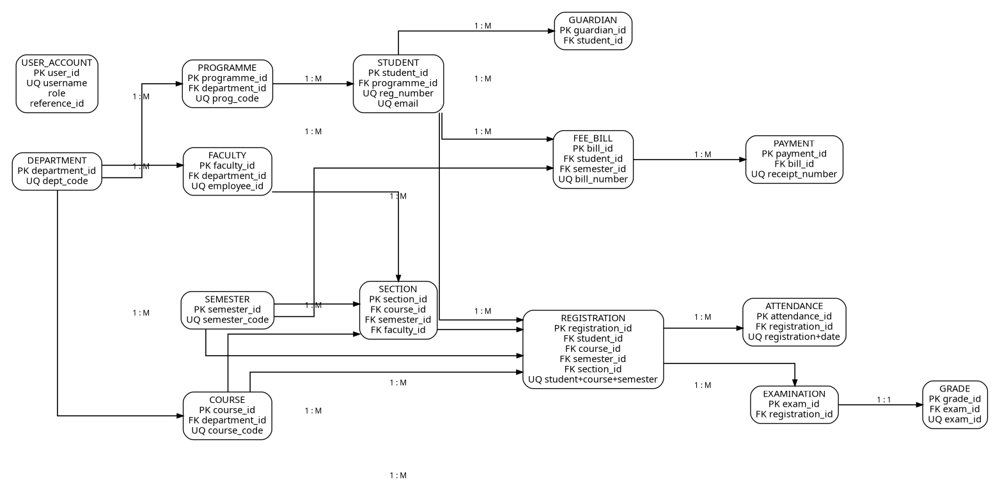 GUARDIAN
PK guardian_id
FK student_id
1 : M
USER_ACCOUNT
PK user_id
UQ username
role
reference_id
PROGRAMME
PK programme_id
FK department_id
UQ prog_code
1 : M
STUDENT
PK student_id
FK programme_id
UQ reg_number
UQ email
1 : M
1 : M
1 : M
1 : M
FEE_BILL
PK bill_id
FK student_id
FK semester_id
UQ bill_number
1 : M
PAYMENT
PK payment_id
FK bill_id
UQ receipt_number
DEPARTMENT
PK department_id
UQ dept_code
1 : M
FACULTY
PK faculty_id
FK department_id
UQ employee_id
1 : M
SEMESTER
PK semester_id
UQ semester_code
1 : M
SECTION
PK section_id
FK course_id
FK semester_id
FK faculty_id
1 : M
1 : M
REGISTRATION
PK registration_id
FK student_id
FK course_id
FK semester_id
FK section_id
UQ student+course+semester
1 : M
ATTENDANCE
PK attendance_id
FK registration_id
UQ registration+date
1 : M
1 : M
EXAMINATION
PK exam_id
FK registration_id
1 : 1
GRADE
PK grade_id
FK exam_id
UQ exam_id
COURSE
PK course_id
FK department_id
UQ course_code
1 : M
1 : M